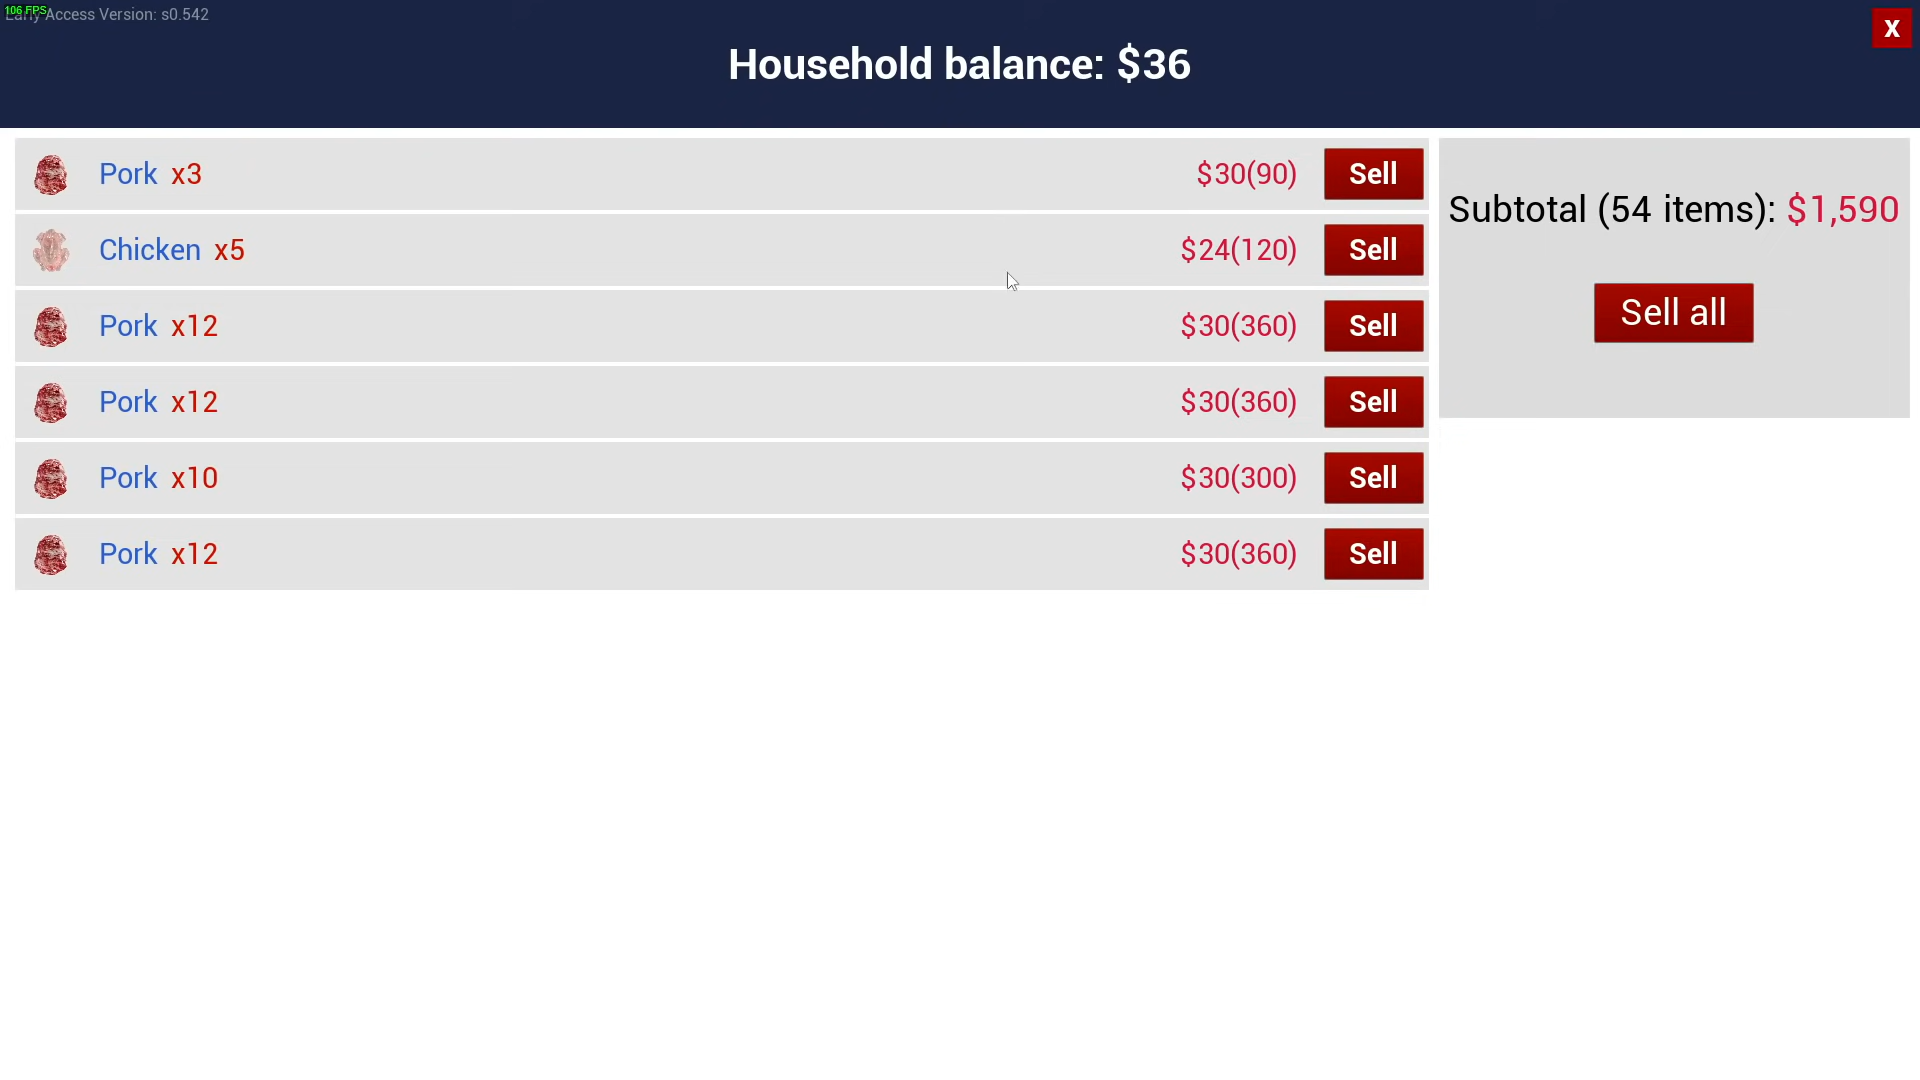 106 FPS
Early Access Version: s0.542
X
Household balance: $36
Pork x3 $30(90) Sell
Chicken x5 $24(120) Sell
Pork x12 $30(360) Sell
Pork x12 $30(360) Sell
Pork x10 $30(300) Sell
Pork x12 $30(360) Sell
Subtotal (54 items): $1,590
Sell all